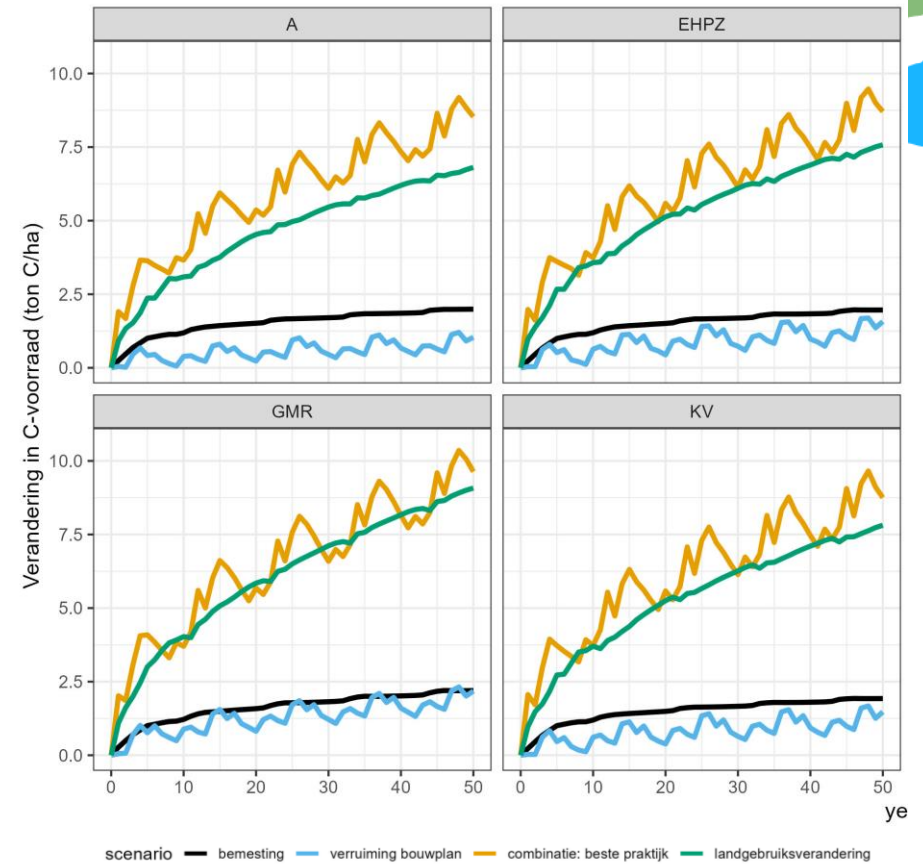 A
EHPZ
10.0
7.5
5.0
2.5
0.0
GMR
KV
10.0
7.5
5.0
2.5
0.0
Verandering in C-voorraad (ton C/ha)
0 10 20 30 40 50
0 10 20 30 40 50
ye
scenario bemesting verruiming bouwplan combinatie: beste praktijk landgebruiksverandering